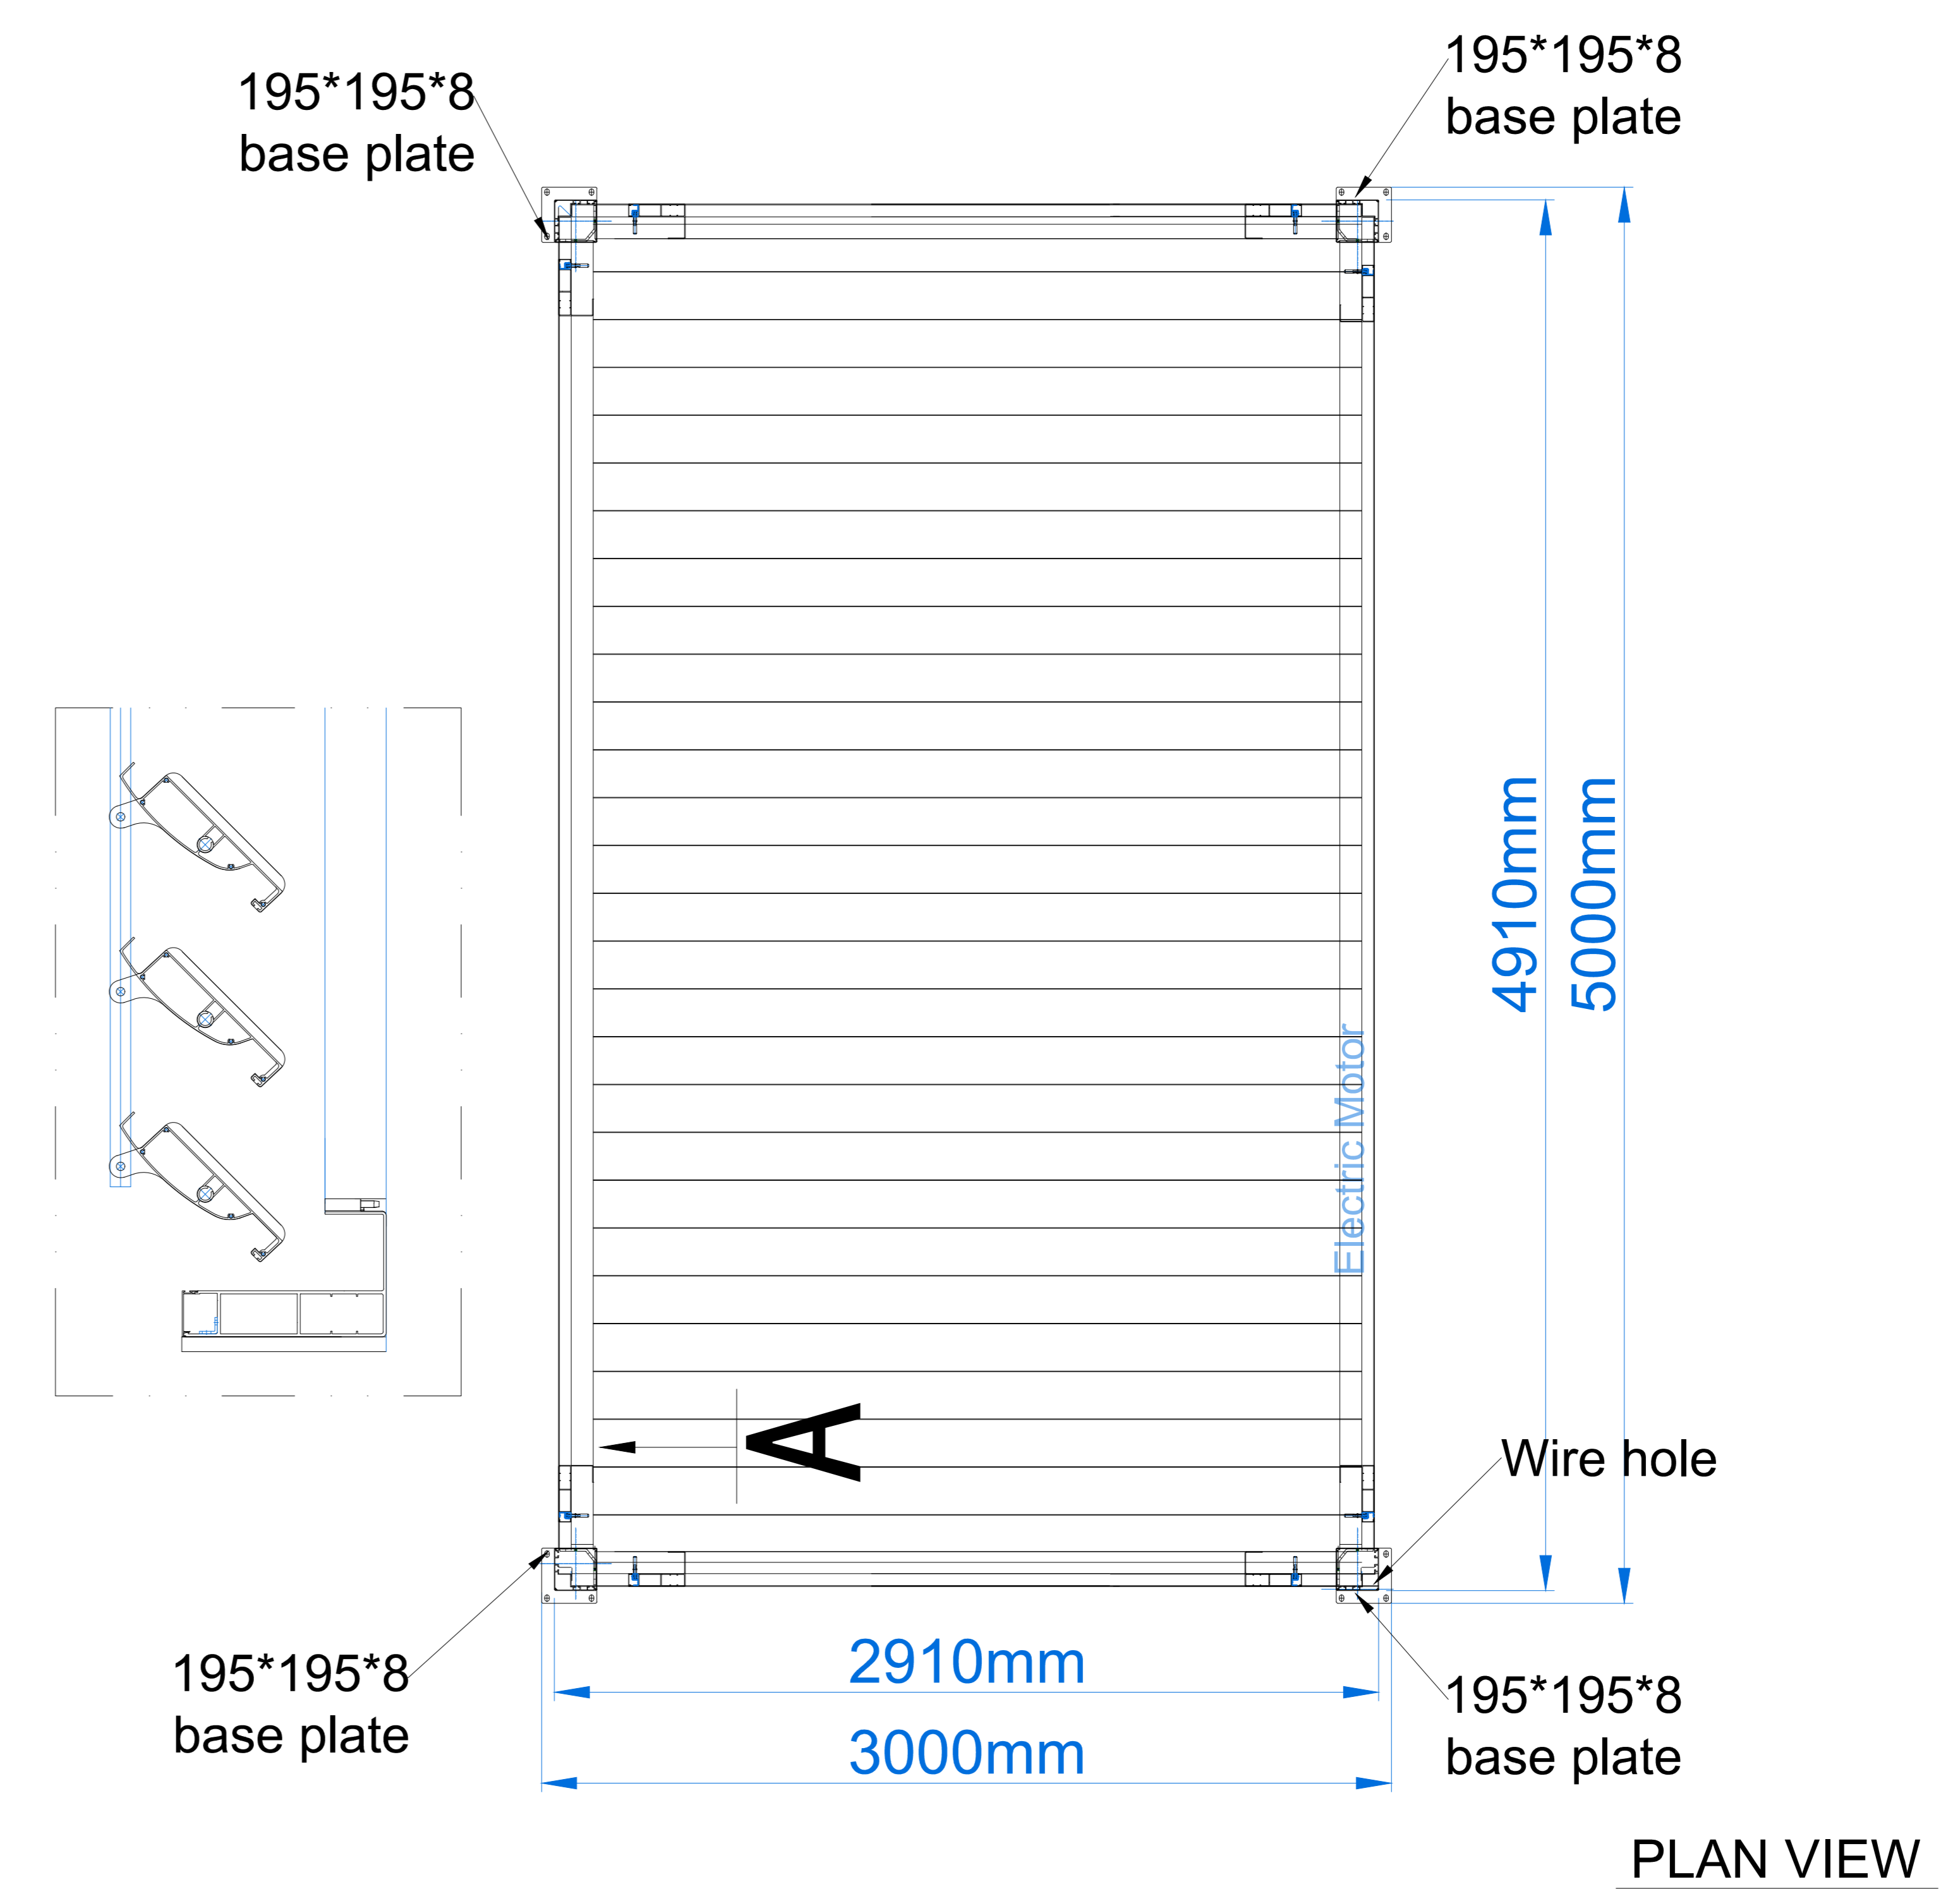 195*195*8
base plate
195*195*8
base plate
4910mm
5000mm
Electric Motor
A
Wire hole
195*195*8
base plate
2910mm
3000mm
195*195*8
base plate
PLAN VIEW